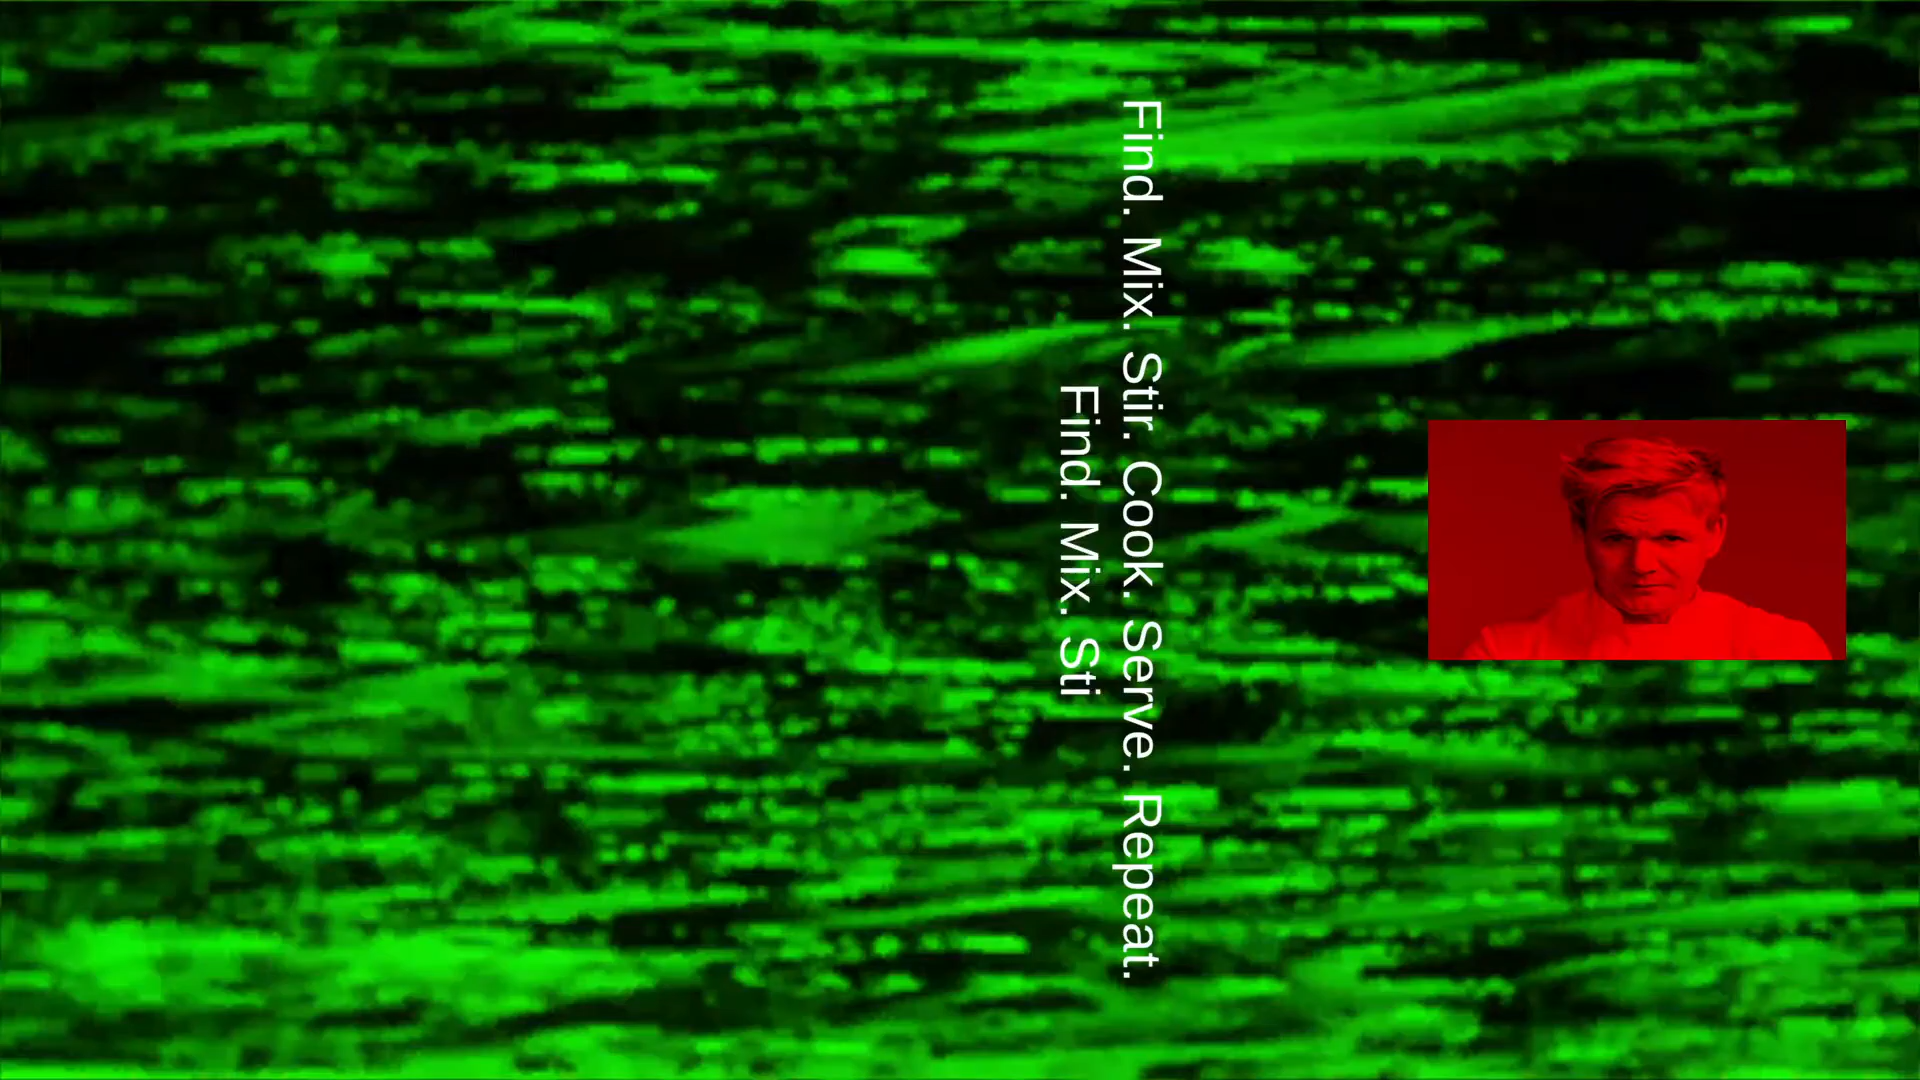 Find. Mix. Stir. Cook. Serve. Repeat.
Find. Mix. Sti